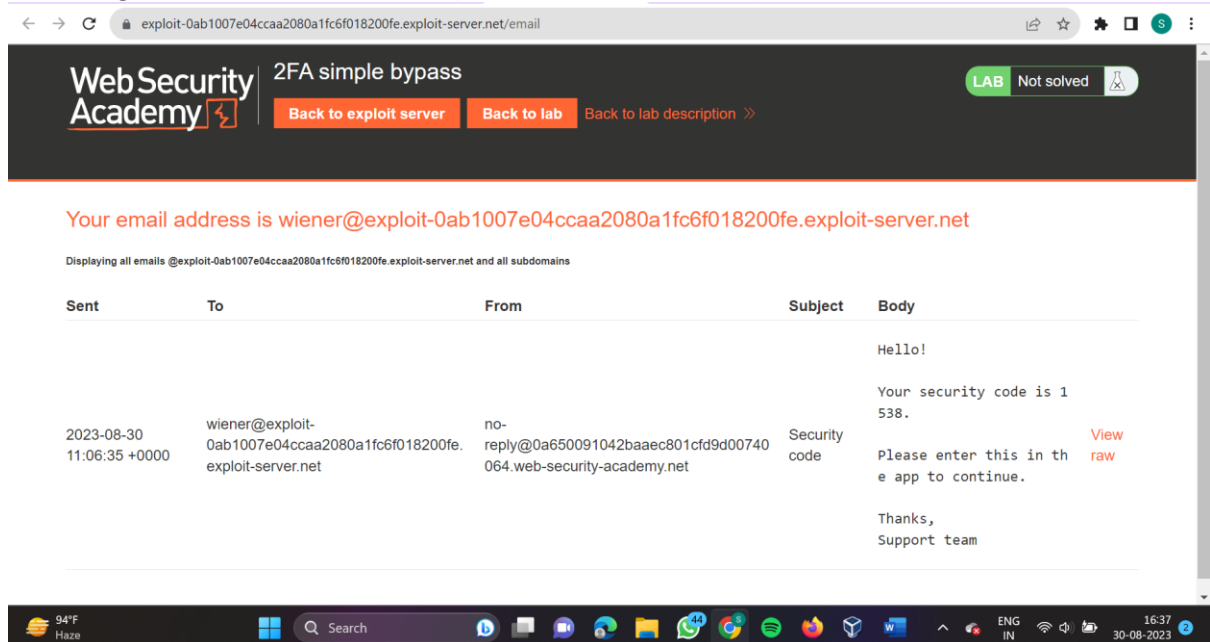 exploit-0ab1007e04ccaa2080a1fc6f018200fe.exploit-server.net/email
S
Web Security
Academy
2FA simple bypass
Back to exploit server
Back to lab
Back to lab description
LAB Not solved
Your email address is wiener@exploit-0ab1007e04ccaa2080a1fc6f018200fe.exploit-server.net
Displaying all emails @exploit-0ab1007e04ccaa2080a1fc6f018200fe.exploit-server.net and all subdomains
Sent To From Subject Body
2023-08-30
11:06:35 +0000
wiener@exploit-
0ab1007e04ccaa2080a1fc6f018200fe.
exploit-server.net
no-
reply@0a650091042baaec801cfd9d00740
064.web-security-academy.net
Security
code
Hello!
Your security code is 1
538.
Please enter this in th
e app to continue.
Thanks,
Support team
View
raw
94°F
Haze
Search
44
W
ENG
IN
16:37
30-08-2023
2